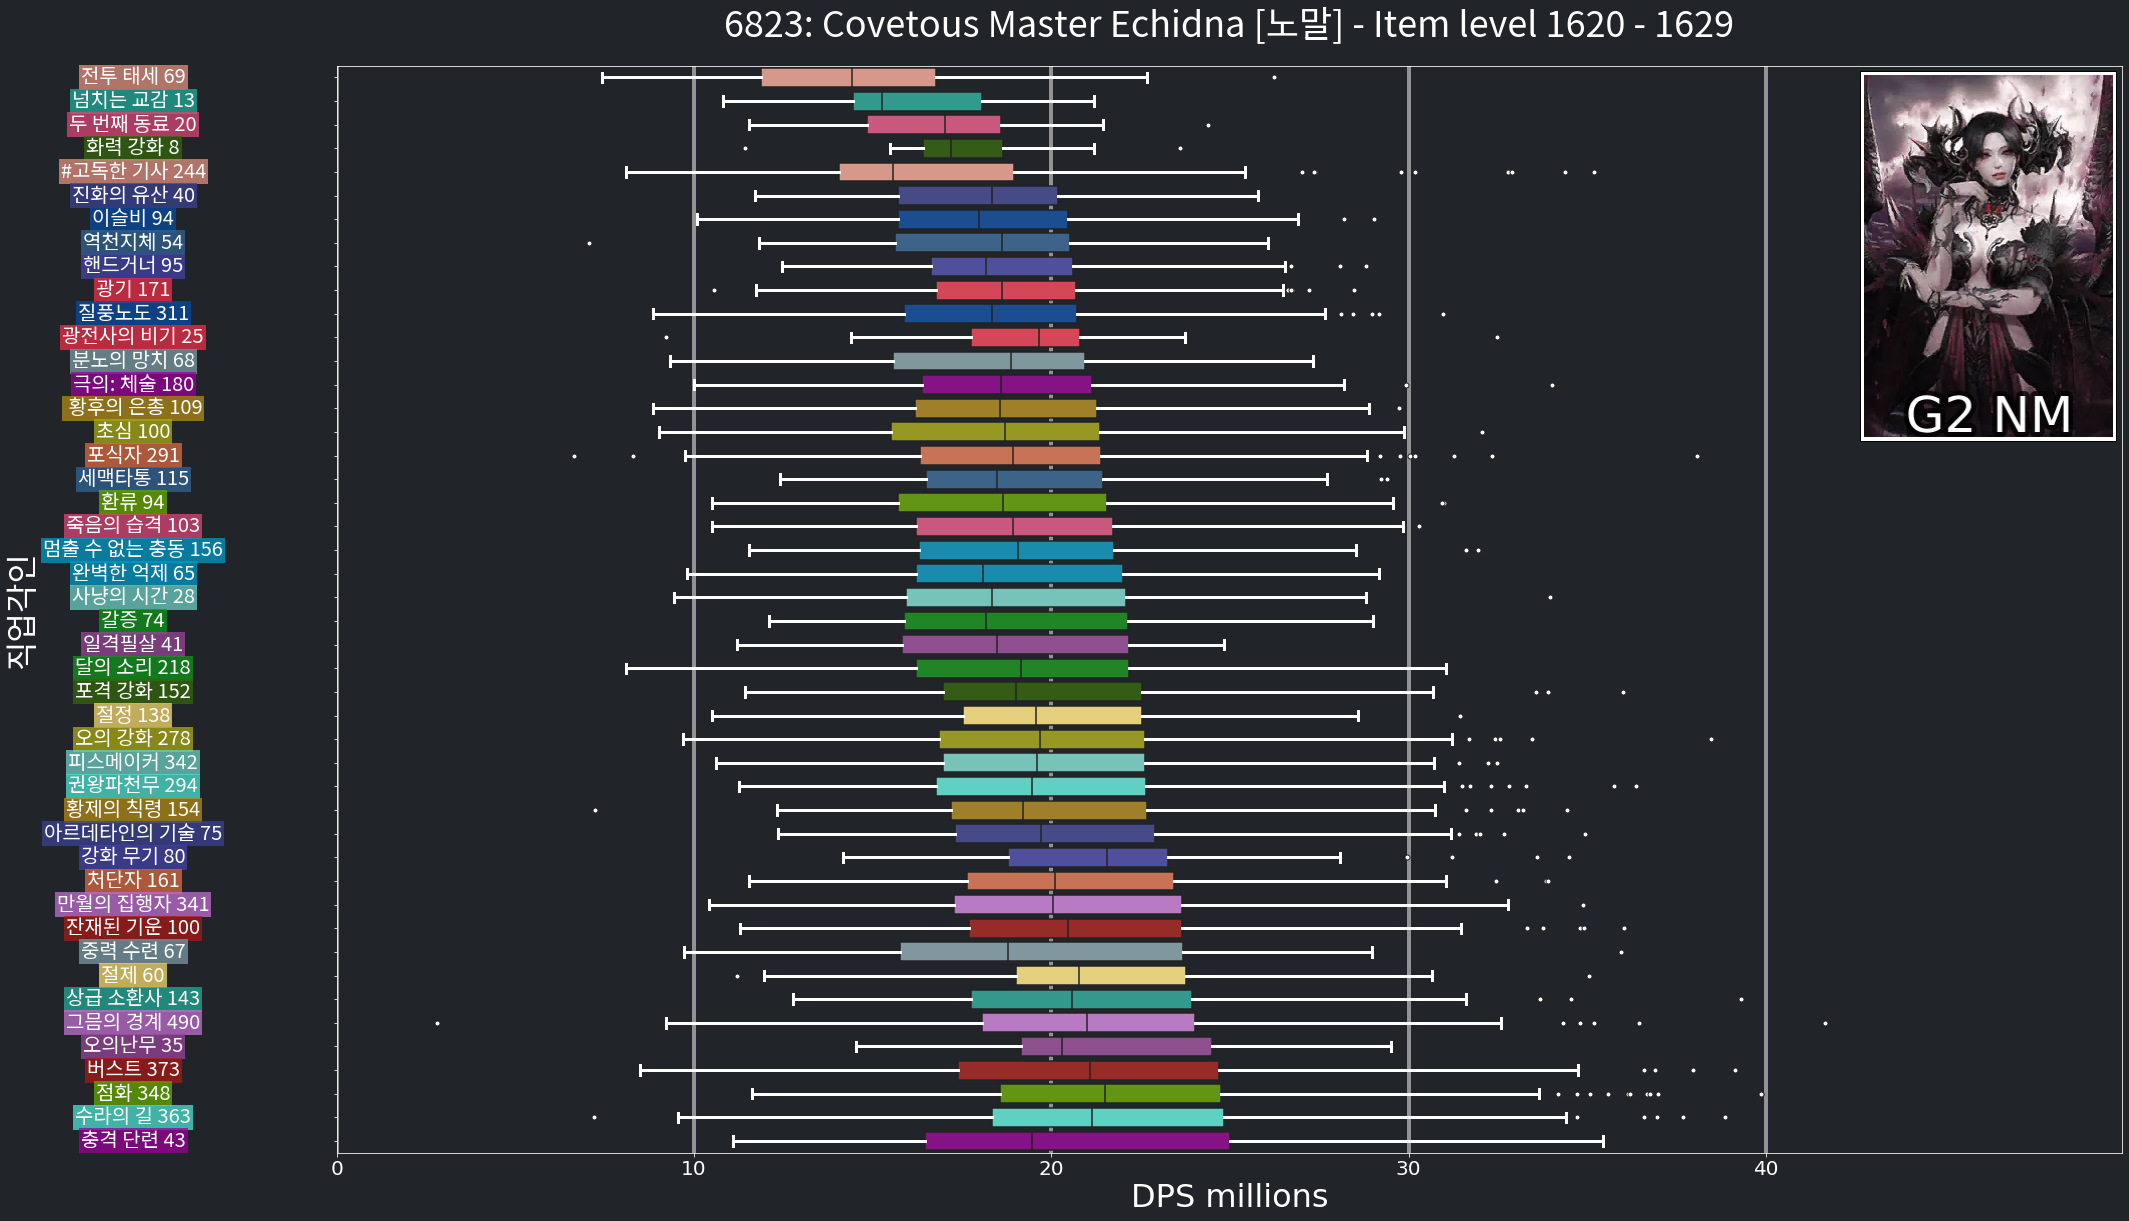 6823: Covetous Master Echidna [노말] - Item level 1620 - 1629
전투 태세 69
넘치는 교감 13
두 번째 동료 20
화력 강화 8
#고독한 기사 244
진화의 유산 40
이슬비 94
역천지체 54
핸드거너 95
광기 171
질풍노도 311
광전사의 비기 25
분노의 망치 68
극의: 체술 180
황후의 은총 109
초심 100
포식자 291
세맥타통 115
환류 94
죽음의 습격 103
멈출 수 없는 충동 156
완벽한 억제 65
사냥의 시간 28
갈증 74
일격필살 41
달의 소리 218
포격 강화 152
절정 138
오의 강화 278
피스메이커 342
권왕파천무 294
황제의 칙령 154
아르데타인의 기술 75
강화 무기 80
처단자 161
만월의 집행자 341
잔재된 기운 100
중력 수련 67
절제 60
상급 소환사 143
그믐의 경계 490
오의난무 35
버스트 373
점화 348
수라의 길 363
충격 단련 43
직업각인
G2 NM
0 10 20 30 40
DPS millions